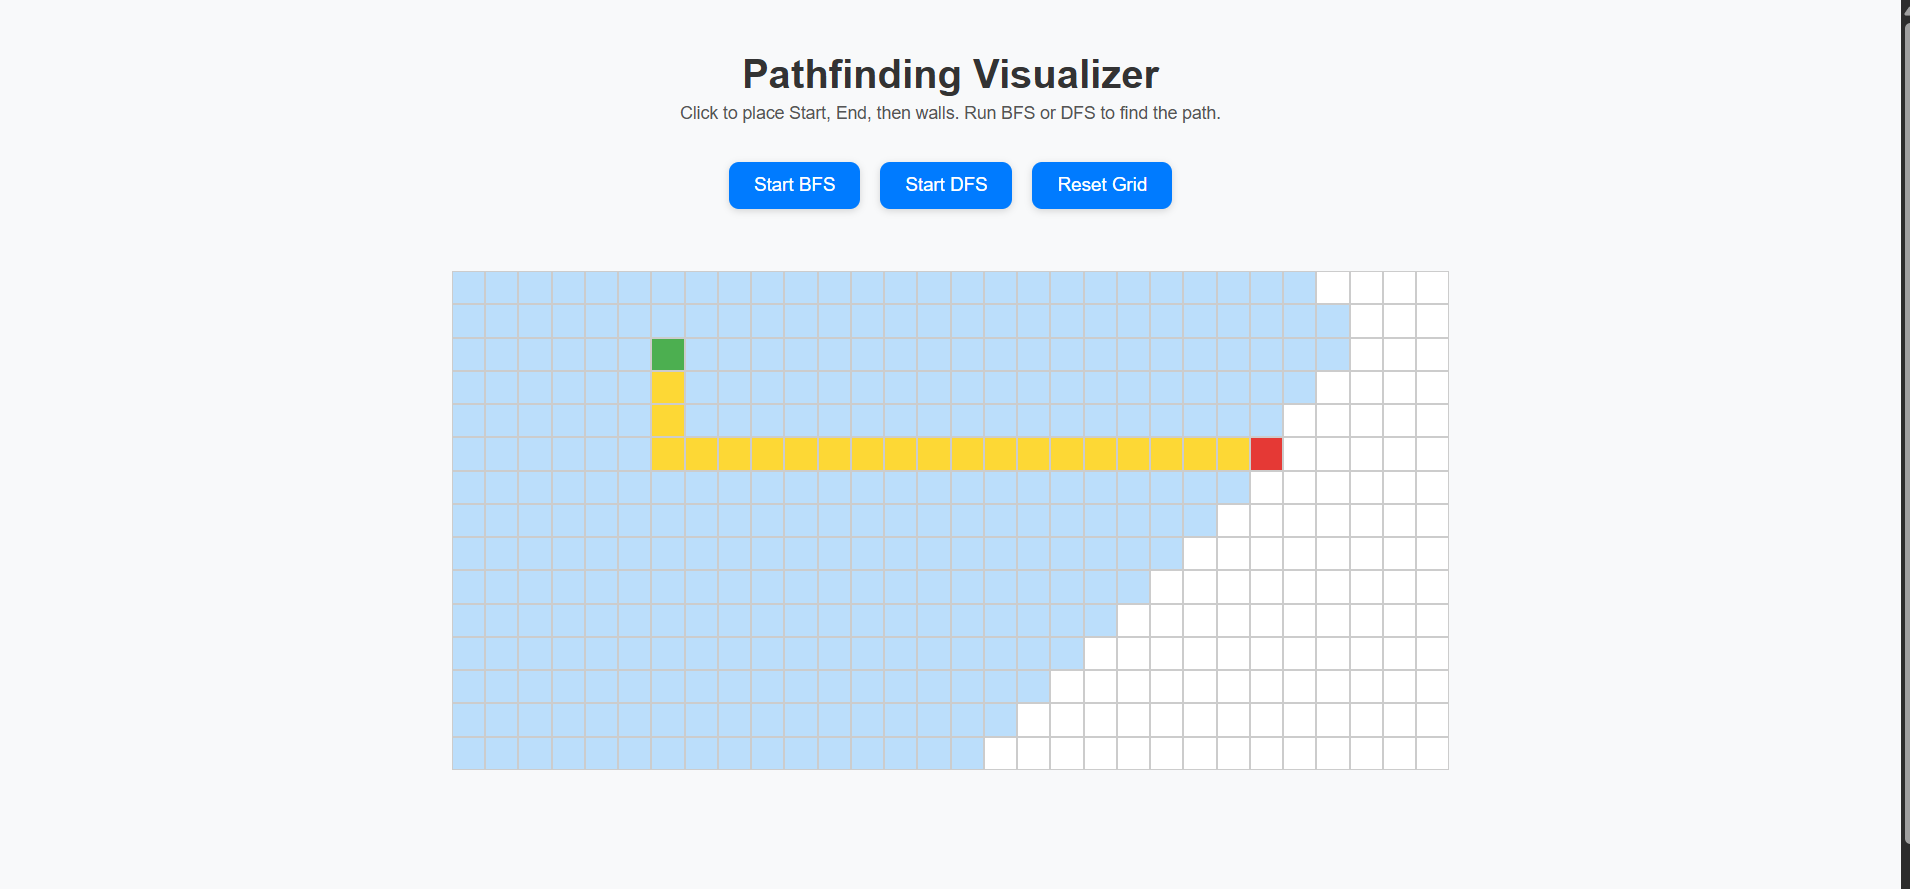 Pathfinding Visualizer
Click to place Start, End, then walls. Run BFS or DFS to find the path.
Start BFS
Start DFS
Reset Grid